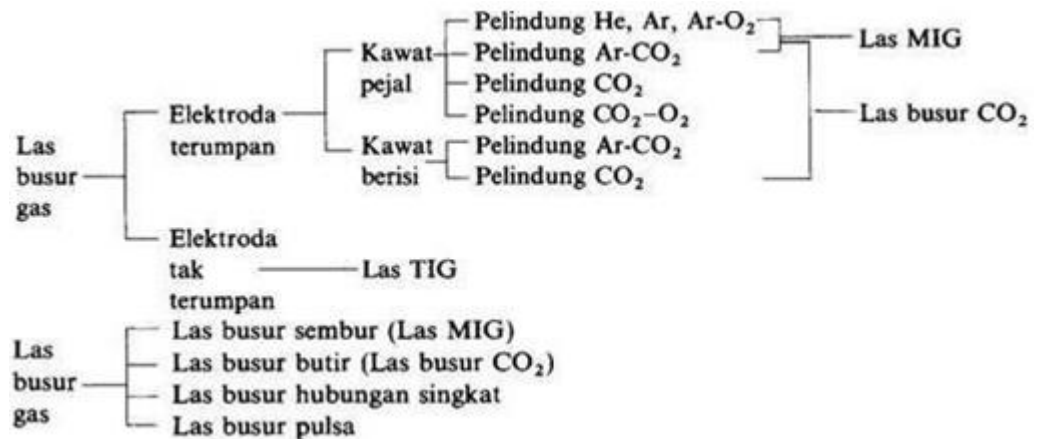 Las busur gas
Elektroda terumpan
Kawat pejal
Pelindung He, Ar, Ar-O₂
Pelindung Ar-CO₂
Pelindung CO₂
Pelindung CO₂-O₂
Las MIG
Las busur CO₂
Kawat berisi
Pelindung Ar-CO₂
Pelindung CO₂
Elektroda tak terumpan
Las TIG
Las busur gas
Las busur sembur (Las MIG)
Las busur butir (Las busur CO₂)
Las busur hubungan singkat
Las busur pulsa